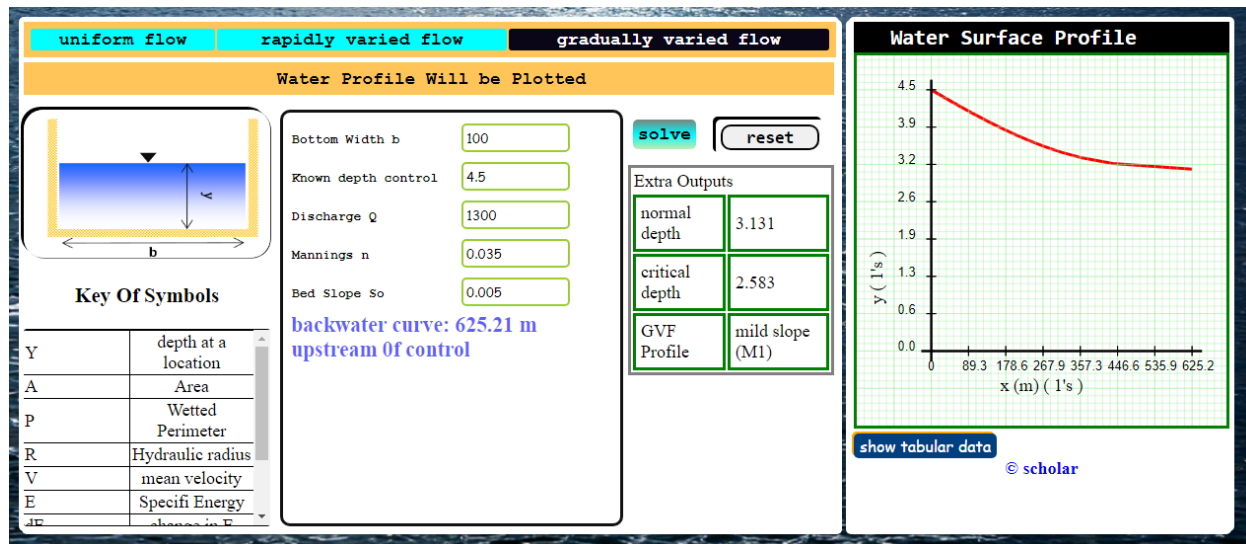 uniform flow
rapidly varied flow
gradually varied flow
Water Profile Will be Plotted
y
b
Key Of Symbols
Y depth at a
location
A Area
P Wetted
Perimeter
R Hydraulic radius
V mean velocity
E Specifi Energy
dE change in E
Bottom Width b 100
Known depth control 4.5
Discharge Q 1300
Mannings n 0.035
Bed Slope So 0.005
backwater curve: 625.21 m
upstream 0f control
solve
reset
Extra Outputs
normal
depth
3.131
critical
depth
2.583
GVF
Profile
mild slope
(M1)
Water Surface Profile
4.5
3.9
3.2
2.6
1.9
1.3
0.6
0.0
y ( 1's )
0 89.3 178.6 267.9 357.3 446.6 535.9 625.2
x (m) ( 1's )
show tabular data
© scholar